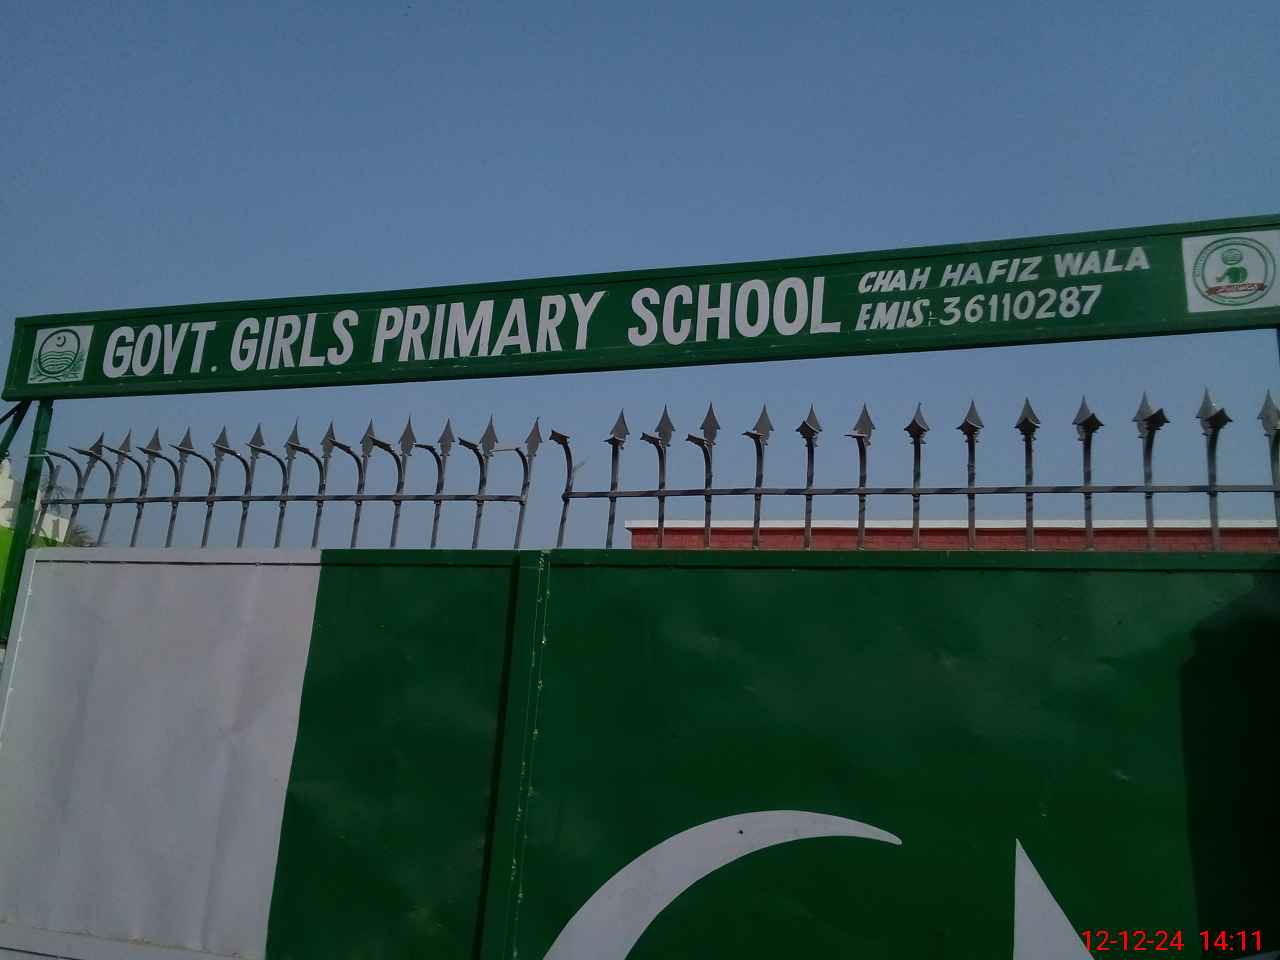 GOVT. GIRLS PRIMARY SCHOOL
CHAH HAFIZ WALA
EMIS: 36110287
12-12-24 14:11